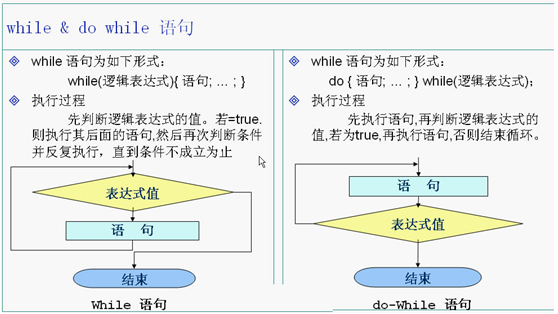 while & do while 语句
while 语句为如下形式：
while(逻辑表达式){ 语句; ... ; }
执行过程
先判断逻辑表达式的值。若=true.
则执行其后面的语句,然后再次判断条件
并反复执行，直到条件不成立为止
表达式值
语 句
结束
While 语句
while 语句为如下形式：
do { 语句; ... ; } while(逻辑表达式);
执行过程
先执行语句,再判断逻辑表达式的
值,若为true,再执行语句,否则结束循环。
语 句
表达式值
结束
do-While 语句